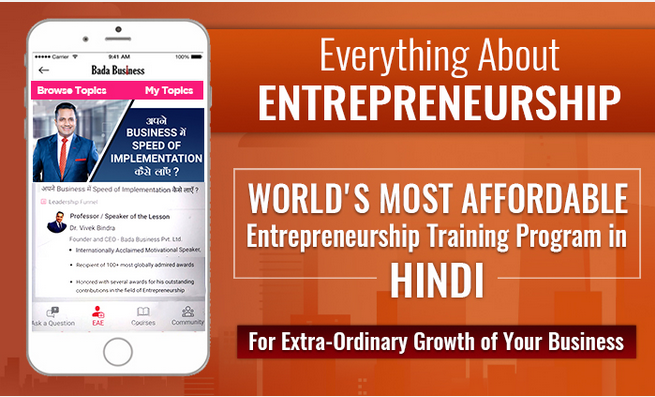 Carrier 9:41 AM 100%
Bada Business
Browse Topics My Topics
अपने
BUSINESS में
SPEED OF
IMPLEMENTATION
कैसे लाएँ ?
अपने Business में Speed of Implementation कैसे लाएँ ?
Leadership Funnel
Professor / Speaker of the Lesson
Dr. Vivek Bindra
Founder and CEO - Bada Business Pvt. Ltd.
• Internationally Acclaimed Motivational Speaker,
• Recipient of 100+ most globally admired awards
• Honored with several awards for his outstanding
contributions in the field of Entrepreneurship
Ask a Question EAE Courses Community
Everything About
ENTREPRENEURSHIP
WORLD'S MOST AFFORDABLE
Entrepreneurship Training Program in
HINDI
For Extra-Ordinary Growth of Your Business